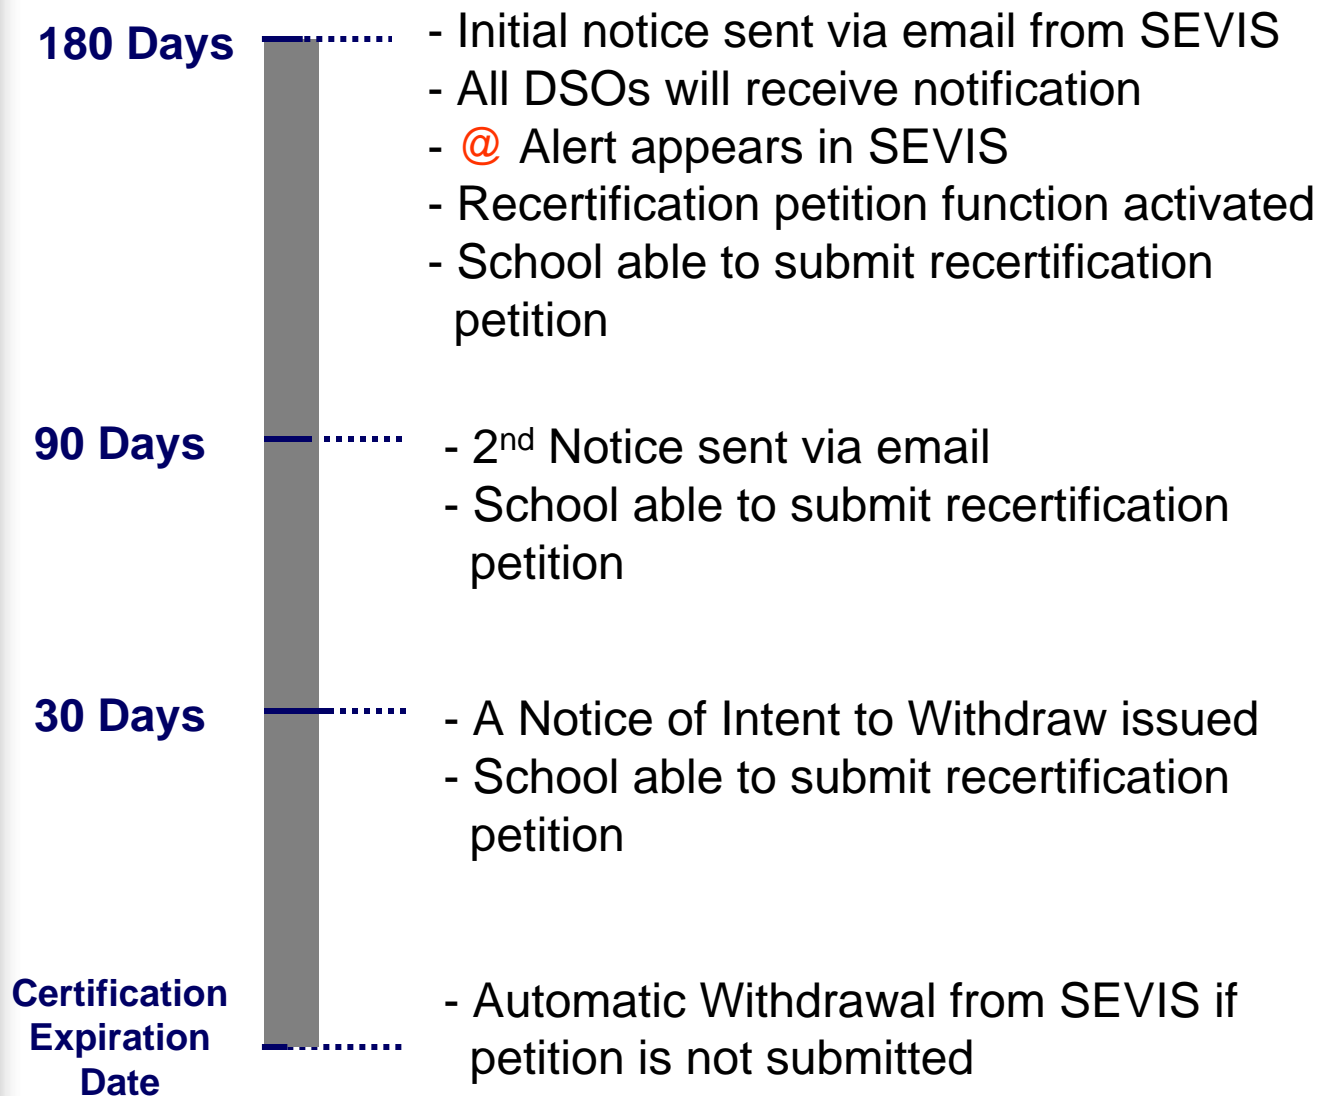 180 Days
- Initial notice sent via email from SEVIS
- All DSOs will receive notification
- @ Alert appears in SEVIS
- Recertification petition function activated
- School able to submit recertification
petition
90 Days
- 2nd Notice sent via email
- School able to submit recertification
petition
30 Days
- A Notice of Intent to Withdraw issued
- School able to submit recertification
petition
Certification
Expiration
Date
- Automatic Withdrawal from SEVIS if
petition is not submitted